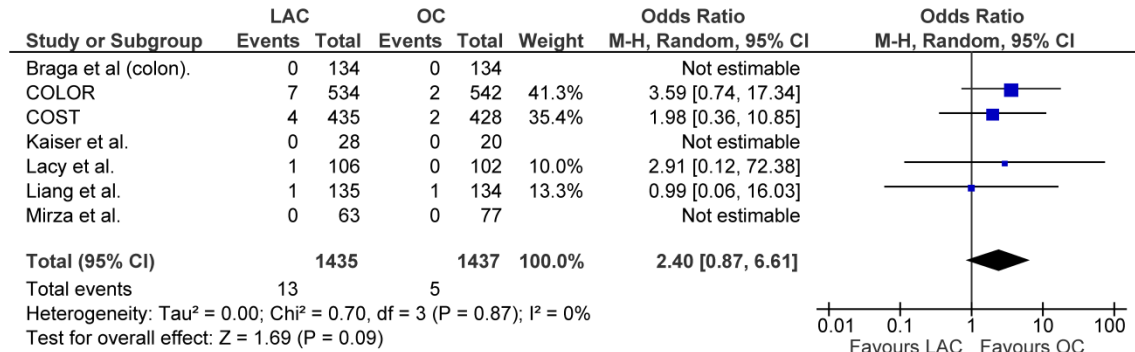 LAC OC Odds Ratio Odds Ratio
Study or Subgroup Events Total Events Total Weight M-H, Random, 95% CI M-H, Random, 95% CI
Braga et al (colon). 0 134 0 134 Not estimable
COLOR 7 534 2 542 41.3% 3.59 [0.74, 17.34]
COST 4 435 2 428 35.4% 1.98 [0.36, 10.85]
Kaiser et al. 0 28 0 20 Not estimable
Lacy et al. 1 106 0 102 10.0% 2.91 [0.12, 72.38]
Liang et al. 1 135 1 134 13.3% 0.99 [0.06, 16.03]
Mirza et al. 0 63 0 77 Not estimable
Total (95% CI) 1435 1437 100.0% 2.40 [0.87, 6.61]
Total events 13 5
Heterogeneity: Tau² = 0.00; Chi² = 0.70, df = 3 (P = 0.87); I² = 0%
Test for overall effect: Z = 1.69 (P = 0.09)
0.01 0.1 1 10 100
Favours LAC Favours OC